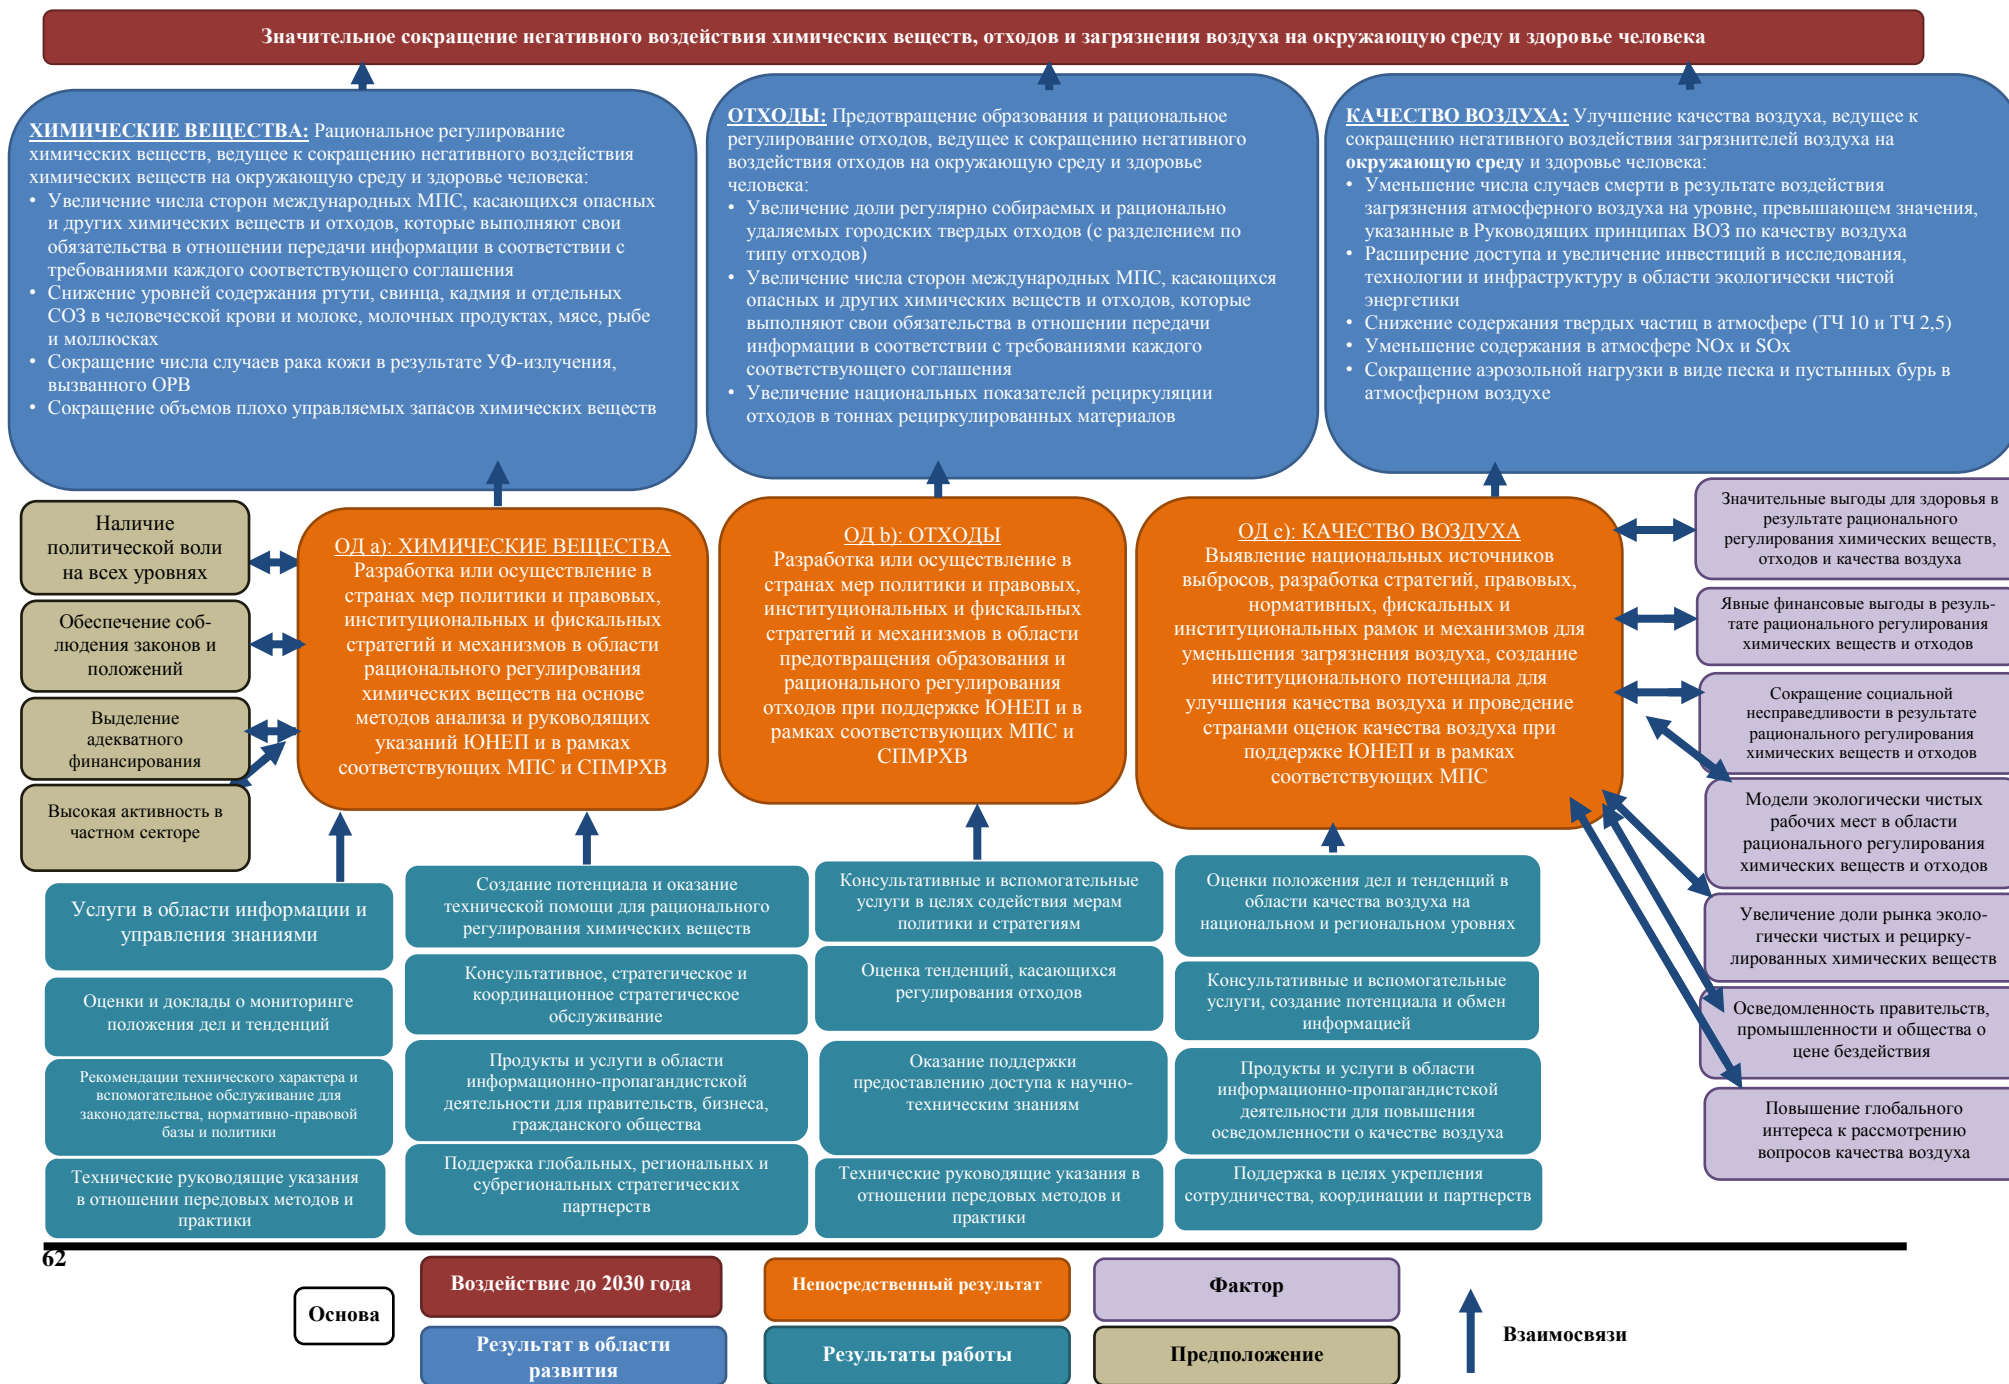 Значительное сокращение негативного воздействия химических веществ, отходов и загрязнения воздуха на окружающую среду и здоровье человека
ХИМИЧЕСКИЕ ВЕЩЕСТВА: Рациональное регулирование
химических веществ, ведущее к сокращению негативного воздействия
химических веществ на окружающую среду и здоровье человека:
• Увеличение числа сторон международных МПС, касающихся опасных
и других химических веществ и отходов, которые выполняют свои
обязательства в отношении передачи информации в соответствии с
требованиями каждого соответствующего соглашения
• Снижение уровней содержания ртути, свинца, кадмия и отдельных
СОЗ в человеческой крови и молоке, молочных продуктах, мясе, рыбе
и моллюсках
• Сокращение числа случаев рака кожи в результате УФ-излучения,
вызванного ОРВ
• Сокращение объемов плохо управляемых запасов химических веществ
ОТХОДЫ: Предотвращение образования и рациональное
регулирование отходов, ведущее к сокращению негативного
воздействия отходов на окружающую среду и здоровье
человека:
• Увеличение доли регулярно собираемых и рационально
удаляемых городских твердых отходов (с разделением по
типу отходов)
• Увеличение числа сторон международных МПС, касающихся
опасных и других химических веществ и отходов, которые
выполняют свои обязательства в отношении передачи
информации в соответствии с требованиями каждого
соответствующего соглашения
• Увеличение национальных показателей рециркуляции
отходов в тоннах рециркулированных материалов
КАЧЕСТВО ВОЗДУХА: Улучшение качества воздуха, ведущее к
сокращению негативного воздействия загрязнителей воздуха на
окружающую среду и здоровье человека:
• Уменьшение числа случаев смерти в результате воздействия
загрязнения атмосферного воздуха на уровне, превышающем значения,
указанные в Руководящих принципах ВОЗ по качеству воздуха
• Расширение доступа и увеличение инвестиций в исследования,
технологии и инфраструктуру в области экологически чистой
энергетики
• Снижение содержания твердых частиц в атмосфере (ТЧ 10 и ТЧ 2,5)
• Уменьшение содержания в атмосфере NOx и SOx
• Сокращение аэрозольной нагрузки в виде песка и пустынных бурь в
атмосферном воздухе
Наличие
политической воли
на всех уровнях
Обеспечение соб-
людения законов и
положений
Выделение
адекватного
финансирования
Высокая активность в
частном секторе
ОД a): ХИМИЧЕСКИЕ ВЕЩЕСТВА
Разработка или осуществление в
странах мер политики и правовых,
институциональных и фискальных
стратегий и механизмов в области
рационального регулирования
химических веществ на основе
методов анализа и руководящих
указаний ЮНЕП и в рамках
соответствующих МПС и СПМРХВ
ОД b): ОТХОДЫ
Разработка или осуществление в
странах мер политики и правовых,
институциональных и фискальных
стратегий и механизмов в области
предотвращения образования и
рационального регулирования
отходов при поддержке ЮНЕП и в
рамках соответствующих МПС и
СПМРХВ
ОД c): КАЧЕСТВО ВОЗДУХА
Выявление национальных источников
выбросов, разработка стратегий, правовых,
нормативных, фискальных и
институциональных рамок и механизмов для
уменьшения загрязнения воздуха, создание
институционального потенциала для
улучшения качества воздуха и проведение
странами оценок качества воздуха при
поддержке ЮНЕП и в рамках
соответствующих МПС
Значительные выгоды для здоровья в
результате рационального
регулирования химических веществ,
отходов и качества воздуха
Явные финансовые выгоды в резуль-
тате рационального регулирования
химических веществ и отходов
Сокращение социальной
несправедливости в результате
рационального регулирования
химических веществ и отходов
Модели экологически чистых
рабочих мест в области
рационального регулирования
химических веществ и отходов
Увеличение доли рынка эколо-
гически чистых и рецирку-
лированных химических веществ
Осведомленность правительств,
промышленности и общества о
цене бездействия
Повышение глобального
интереса к рассмотрению
вопросов качества воздуха
Услуги в области информации и
управления знаниями
Оценки и доклады о мониторинге
положения дел и тенденций
Рекомендации технического характера и
вспомогательное обслуживание для
законодательства, нормативно-правовой
базы и политики
Технические руководящие указания
в отношении передовых методов и
практики
Создание потенциала и оказание
технической помощи для рационального
регулирования химических веществ
Консультативное, стратегическое и
координационное стратегическое
обслуживание
Продукты и услуги в области
информационно-пропагандистской
деятельности для правительств, бизнеса,
гражданского общества
Поддержка глобальных, региональных и
субрегиональных стратегических
партнерств
Консультативные и вспомогательные
услуги в целях содействия мерам
политики и стратегиям
Оценка тенденций, касающихся
регулирования отходов
Оказание поддержки
предоставлению доступа к научно-
техническим знаниям
Технические руководящие указания в
отношении передовых методов и
практики
Оценки положения дел и тенденций в
области качества воздуха на
национальном и региональном уровнях
Консультативные и вспомогательные
услуги, создание потенциала и обмен
информацией
Продукты и услуги в области
информационно-пропагандистской
деятельности для повышения
осведомленности о качестве воздуха
Поддержка в целях укрепления
сотрудничества, координации и партнерств
62
Основа
Воздействие до 2030 года
Результат в области
развития
Непосредственный результат
Результаты работы
Фактор
Предположение
Взаимосвязи